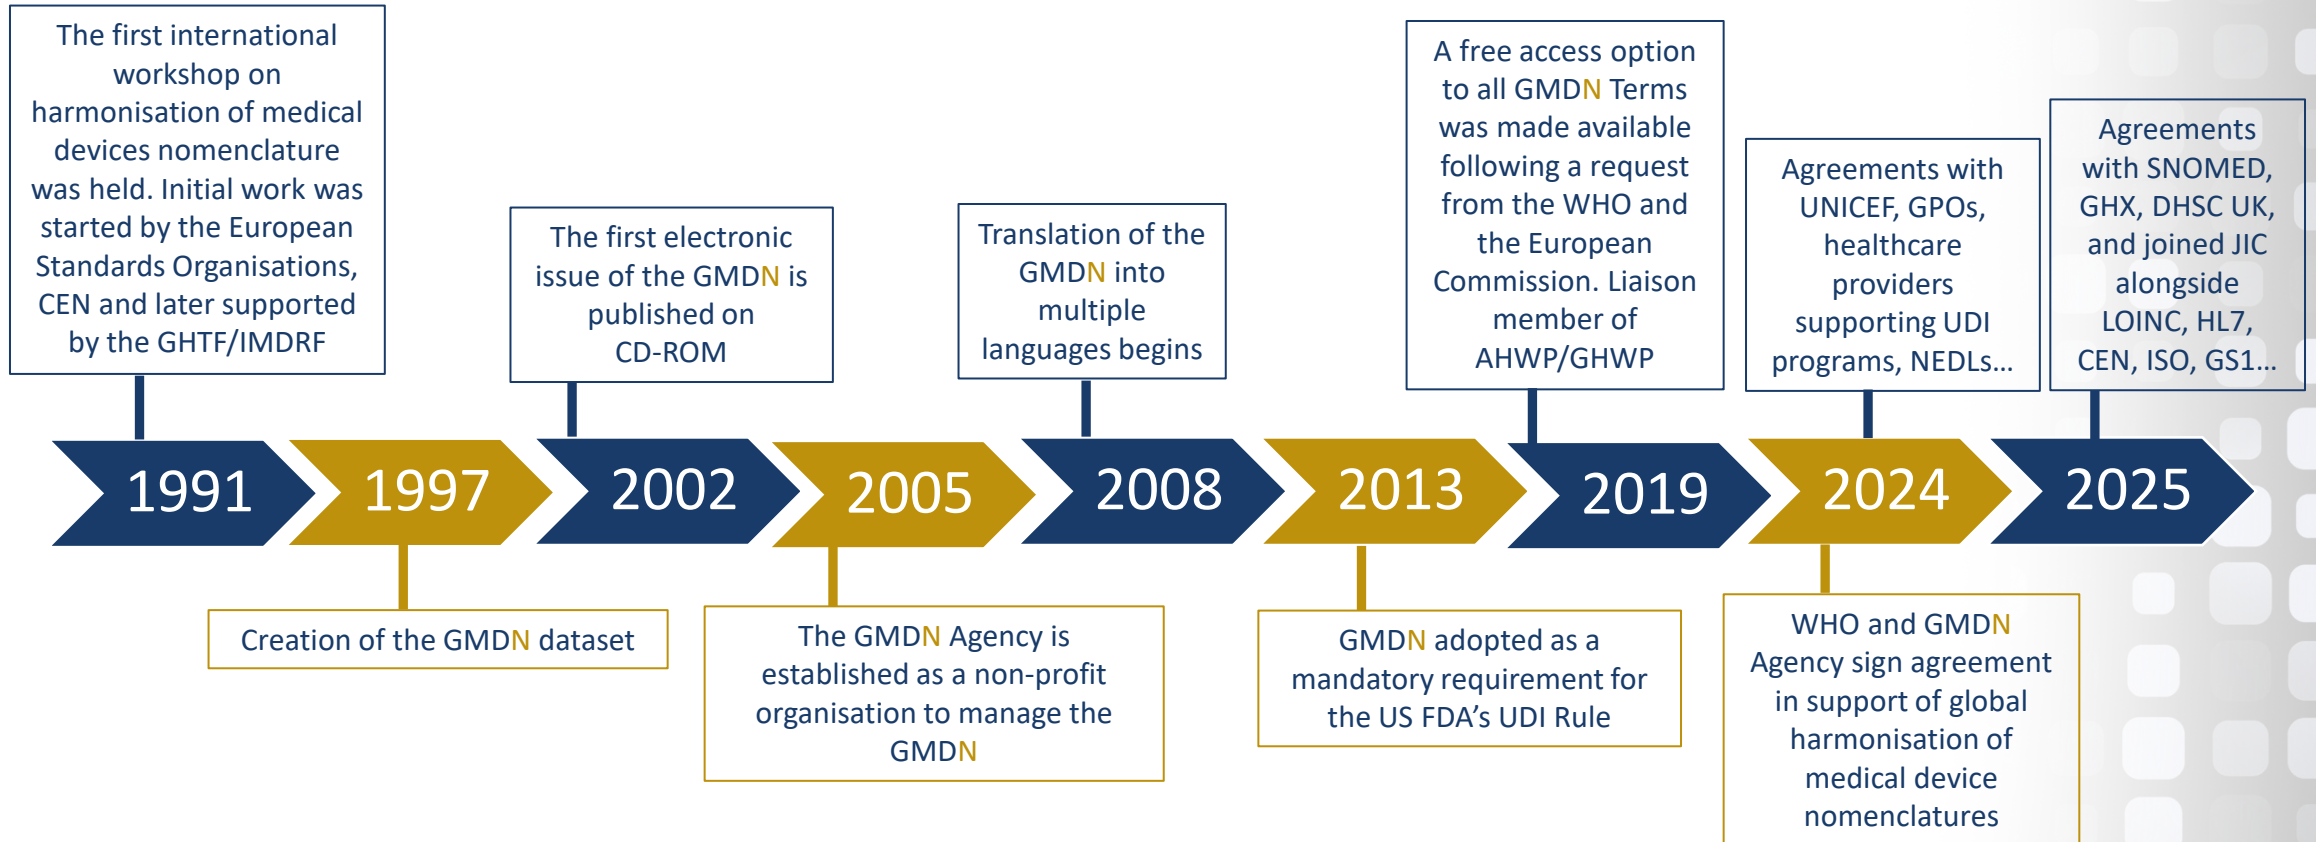 The first international
workshop on
harmonisation of medical
devices nomenclature
was held. Initial work was
started by the European
Standards Organisations,
CEN and later supported
by the GHTF/IMDRF
The first electronic
issue of the GMDN is
published on
CD-ROM
Translation of the
GMDN into
multiple
languages begins
A free access option
to all GMDN Terms
was made available
following a request
from the WHO and
the European
Commission. Liaison
member of
AHWP/GHWP
Agreements with
UNICEF, GPOs,
healthcare
providers
supporting UDI
programs, NEDLs...
Agreements
with SNOMED,
GHX, DHSC UK,
and joined JIC
alongside
LOINC, HL7,
CEN, ISO, GS1...
1991
1997
2002
2005
2008
2013
2019
2024
2025
Creation of the GMDN dataset
The GMDN Agency is
established as a non-profit
organisation to manage the
GMDN
GMDN adopted as a
mandatory requirement for
the US FDA’s UDI Rule
WHO and GMDN
Agency sign agreement
in support of global
harmonisation of
medical device
nomenclatures